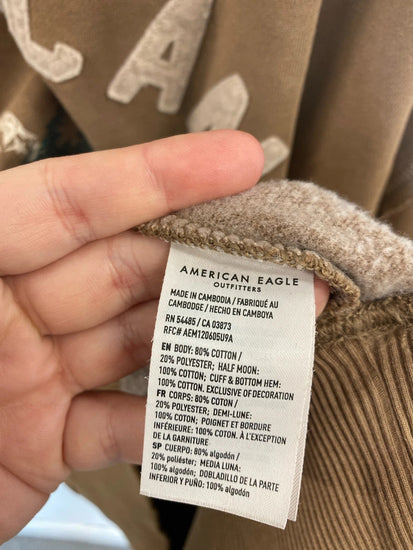 CA
AMERICAN EAGLE
OUTFITTERS
MADE IN CAMBODIA / FABRIQUÉ AU
CAMBODGE / HECHO EN CAMBOYA
RN 54485 / CA 03873
RFC# AEM120605U9A
EN BODY: 80% COTTON /
20% POLYESTER; HALF MOON:
100% COTTON; CUFF & BOTTOM HEM:
100% COTTON. EXCLUSIVE OF DECORATION
FR CORPS: 80% COTON /
20% POLYESTER; DEMI-LUNE:
100% COTON; POIGNET ET BORDURE
INFÉRIEURE: 100% COTON. À L'EXCEPTION
DE LA GARNITURE
SP CUERPO: 80% algodón /
20% poliéster; MEDIA LUNA:
100% algodón; DOBLADILLO DE LA PARTE
INFERIOR Y PUÑO: 100% algodón